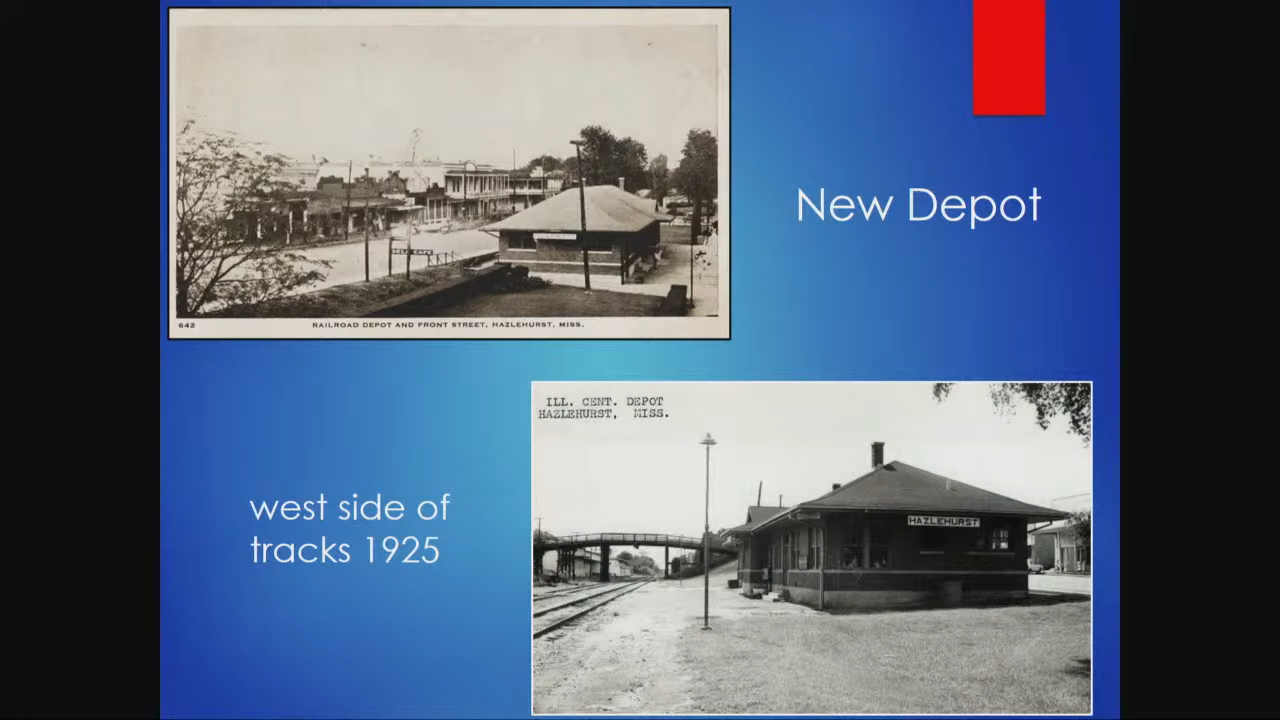 New Depot
642
RAILROAD DEPOT AND FRONT STREET, HAZLEHURST, MISS.
ILL. CENT. DEPOT
HAZLEHURST, MISS.
HAZLEHURST
west side of
tracks 1925